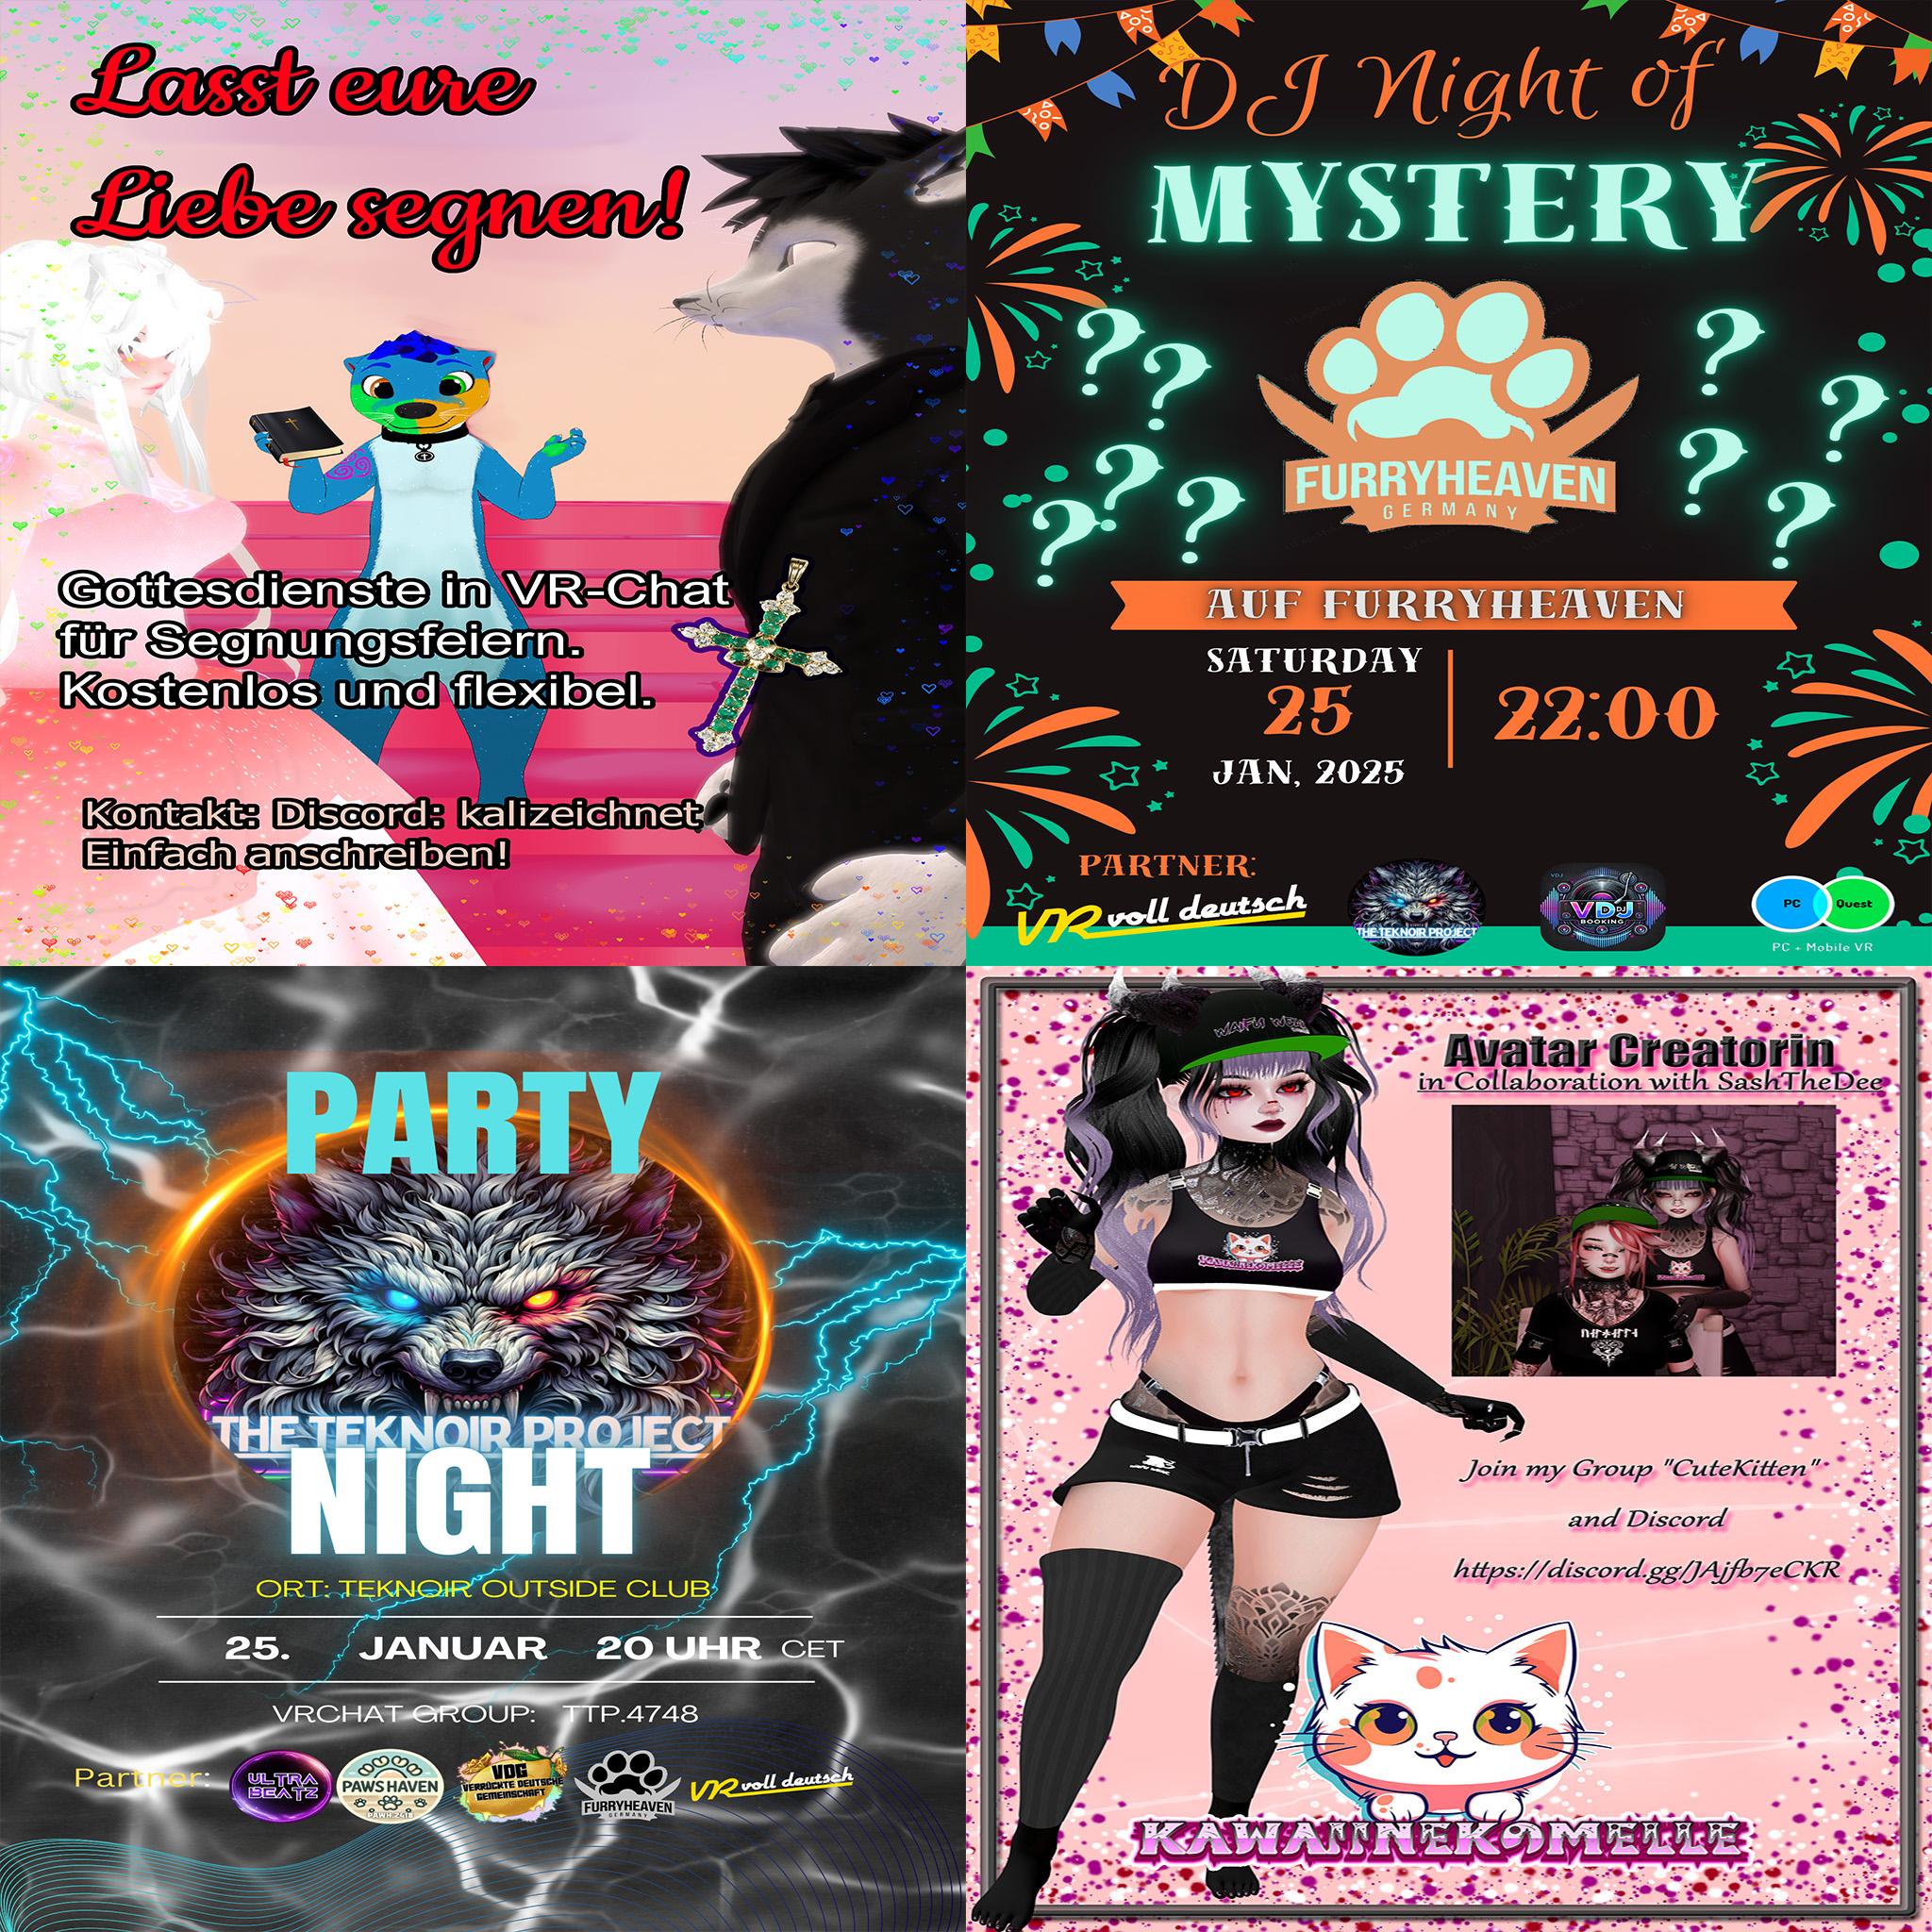 Lasst eure
Liebe segnen!
Gottesdienste in VR-Chat
für Segnungsfeiern.
Kostenlos und flexibel.
Kontakt: Discord: kalizeichnet
Einfach anschreiben!
DJ Night of
MYSTERY
FURRYHEAVEN
GERMANY
AUF FURRYHEAVEN
SATURDAY
25
JAN, 2025
22:00
PARTNER:
VR voll deutsch
THE TEKNOIR PROJECT
VDJ
VDJ
BOOKING
PC
Quest
PC + Mobile VR
PARTY
THE TEKNOIR PROJECT
NIGHT
ORT: TEKNOIR OUTSIDE CLUB
25. JANUAR 20 UHR CET
VRCHAT GROUP: TTP.4748
Partner:
ULTRA
BEATZ
PAWS HAVEN
VDG
VERRÜCKTE DEUTSCHE
GEMEINSCHAFT
FURRYHEAVEN
GERMANY
VR voll deutsch
Avatar Creatorin
in Collaboration with SashTheDee
KAWAIINEKOMELLE
Join my Group "CuteKitten"
and Discord
https://discord.gg/JAjfb7eCKR
KAWAIINEKOMELLE